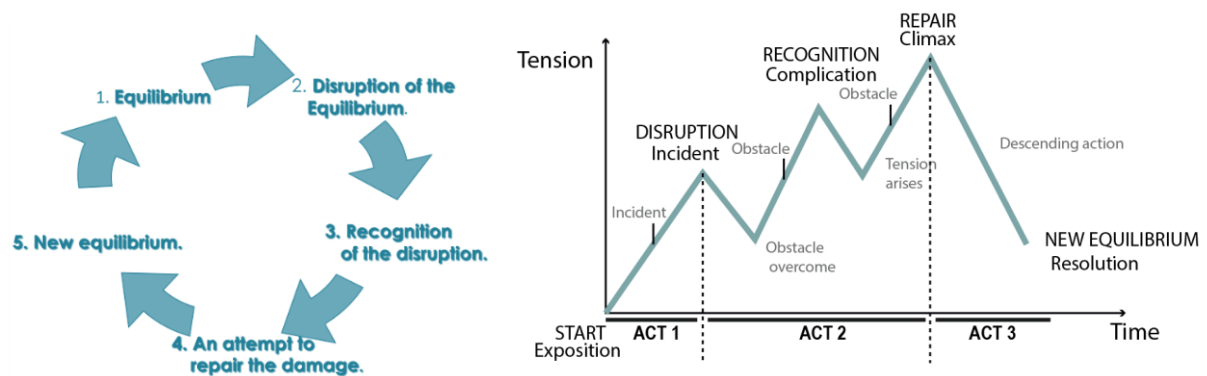 1. Equilibrium
2. Disruption of the
Equilibrium.
3. Recognition
of the disruption.
4. An attempt to
repair the damage.
5. New equilibrium.
Tension
REPAIR
Climax
RECOGNITION
Complication
Obstacle
DISRUPTION
Incident
Obstacle
Descending action
Tension
arises
Incident
Obstacle
overcome
NEW EQUILIBRIUM
Resolution
START
Exposition
ACT 1
ACT 2
ACT 3
Time